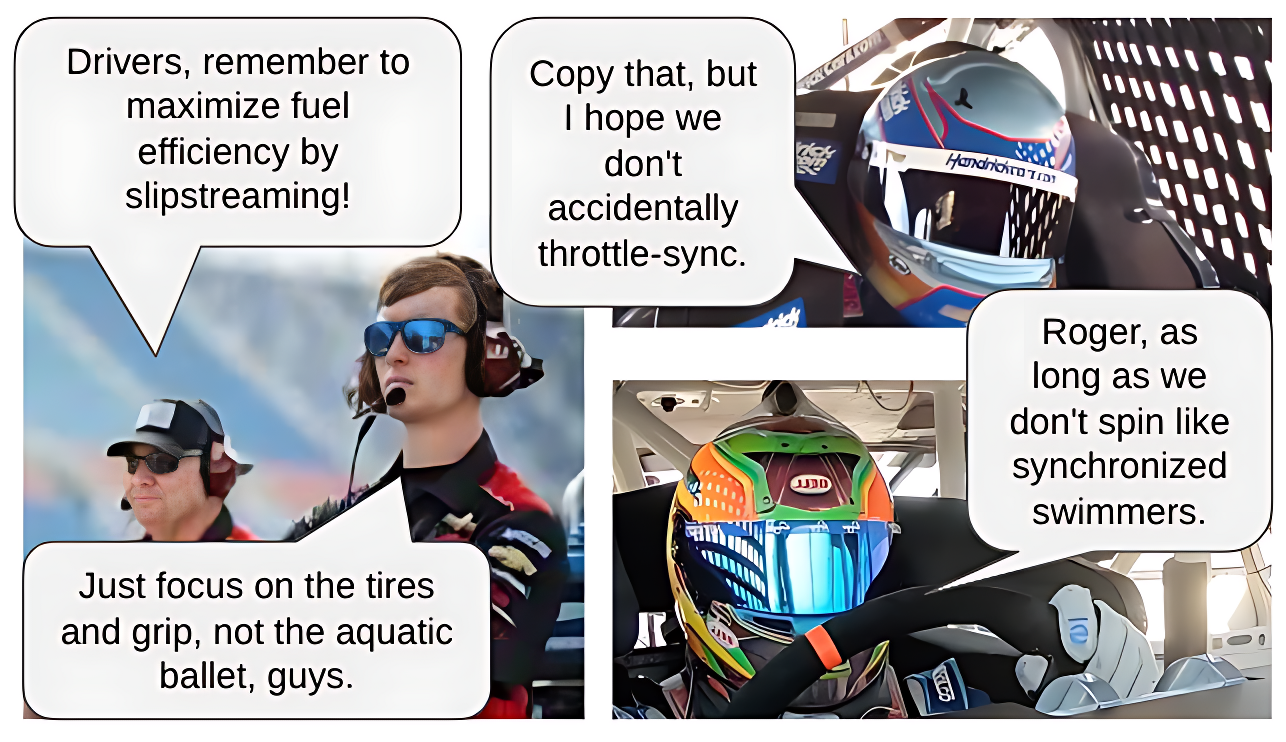 Drivers, remember to
maximize fuel
efficiency by
slipstreaming!
Copy that, but
I hope we
don't
accidentally
throttle-sync.
Roger, as
long as we
don't spin like
synchronized
swimmers.
Just focus on the tires
and grip, not the aquatic
ballet, guys.